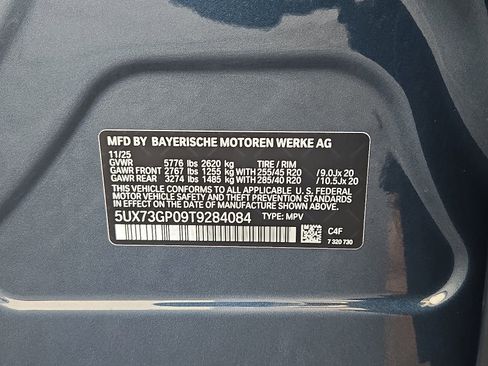 MFD BY BAYERISCHE MOTOREN WERKE AG
11/25
GVWR 5776 lbs 2620 kg TIRE / RIM
GAWR FRONT 2767 lbs 1255 kg WITH 255/45 R20 / 9.0Jx 20
GAWR REAR 3274 lbs 1485 kg WITH 285/40 R20 / 10.5Jx 20
THIS VEHICLE CONFORMS TO ALL APPLICABLE U. S. FEDERAL
MOTOR VEHICLE SAFETY STANDARDS IN EFFECT
ON THE DATE OF MANUFACTURE SHOWN ABOVE.
5UX73GP09T9284084 TYPE: MPV
C4F
7 320 730